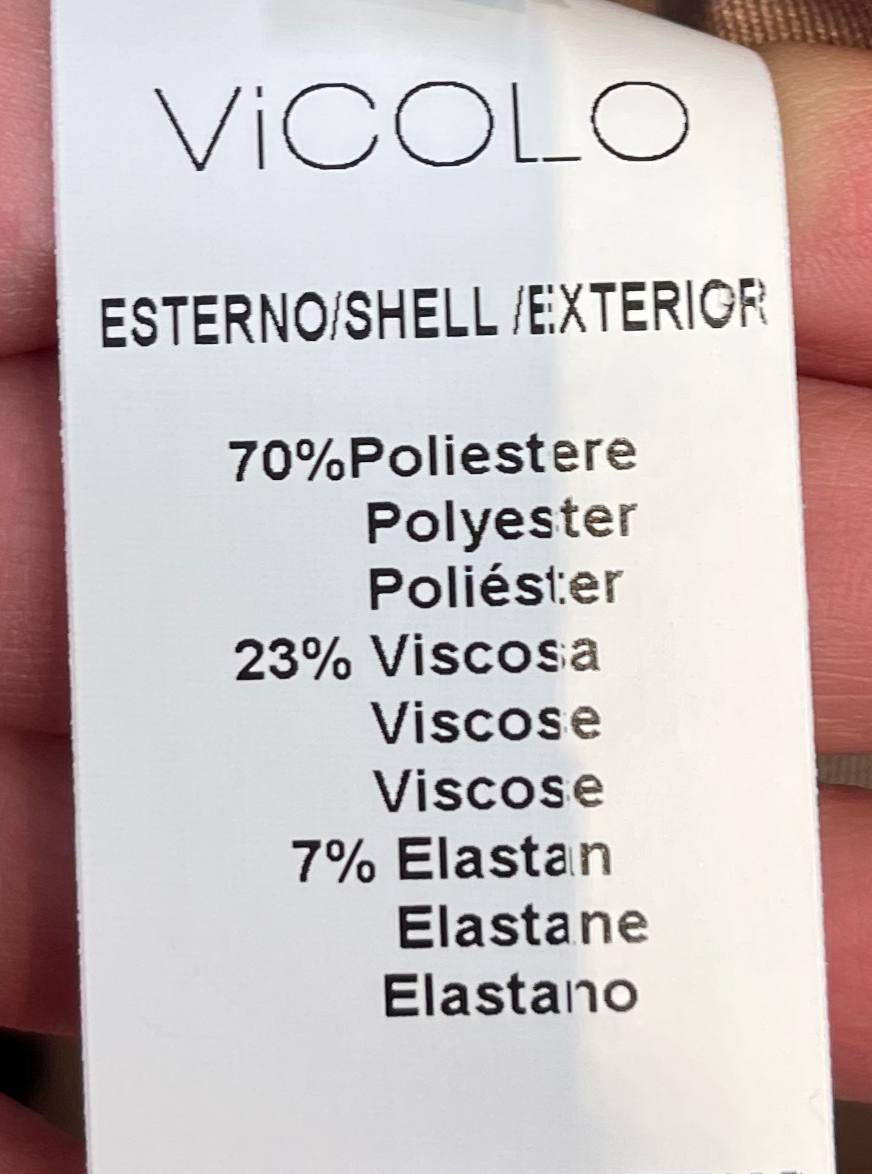 ViCOLO
ESTERNO/SHELL /EXTERIOR
70%Poliestere
Polyester
Poliéster
23% Viscosa
Viscose
Viscose
7% Elastan
Elastane
Elastano